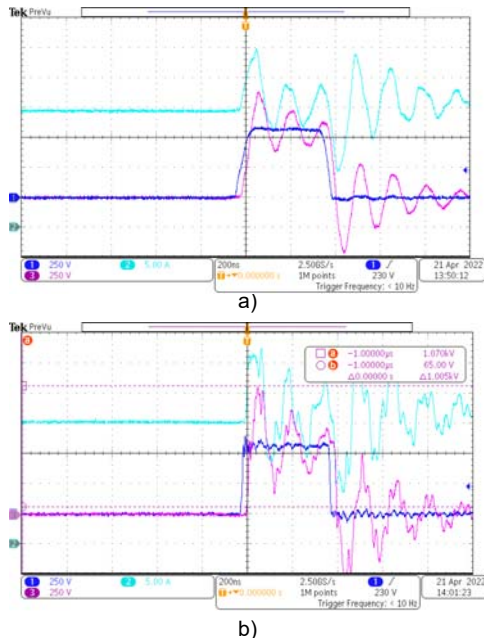 Tek PreVu
T
1
2
1 250 V
2 5.00 A
3 250 V
200ns
T→▼0.00000 s
2.50GS/s
1M points
1 ∕
230 V
Trigger Frequency: < 10 Hz
21 Apr 2022
13:50:12
a)
Tek PreVu
T
a
a −1.00000µs 1.070kV
b −1.00000µs 65.00 V
Δ0.00000 s Δ1.005kV
2
1 250 V
2 5.00 A
3 250 V
200ns
T→▼0.00000 s
2.50GS/s
1M points
1 ∕
230 V
Trigger Frequency: < 10 Hz
21 Apr 2022
14:01:23
b)